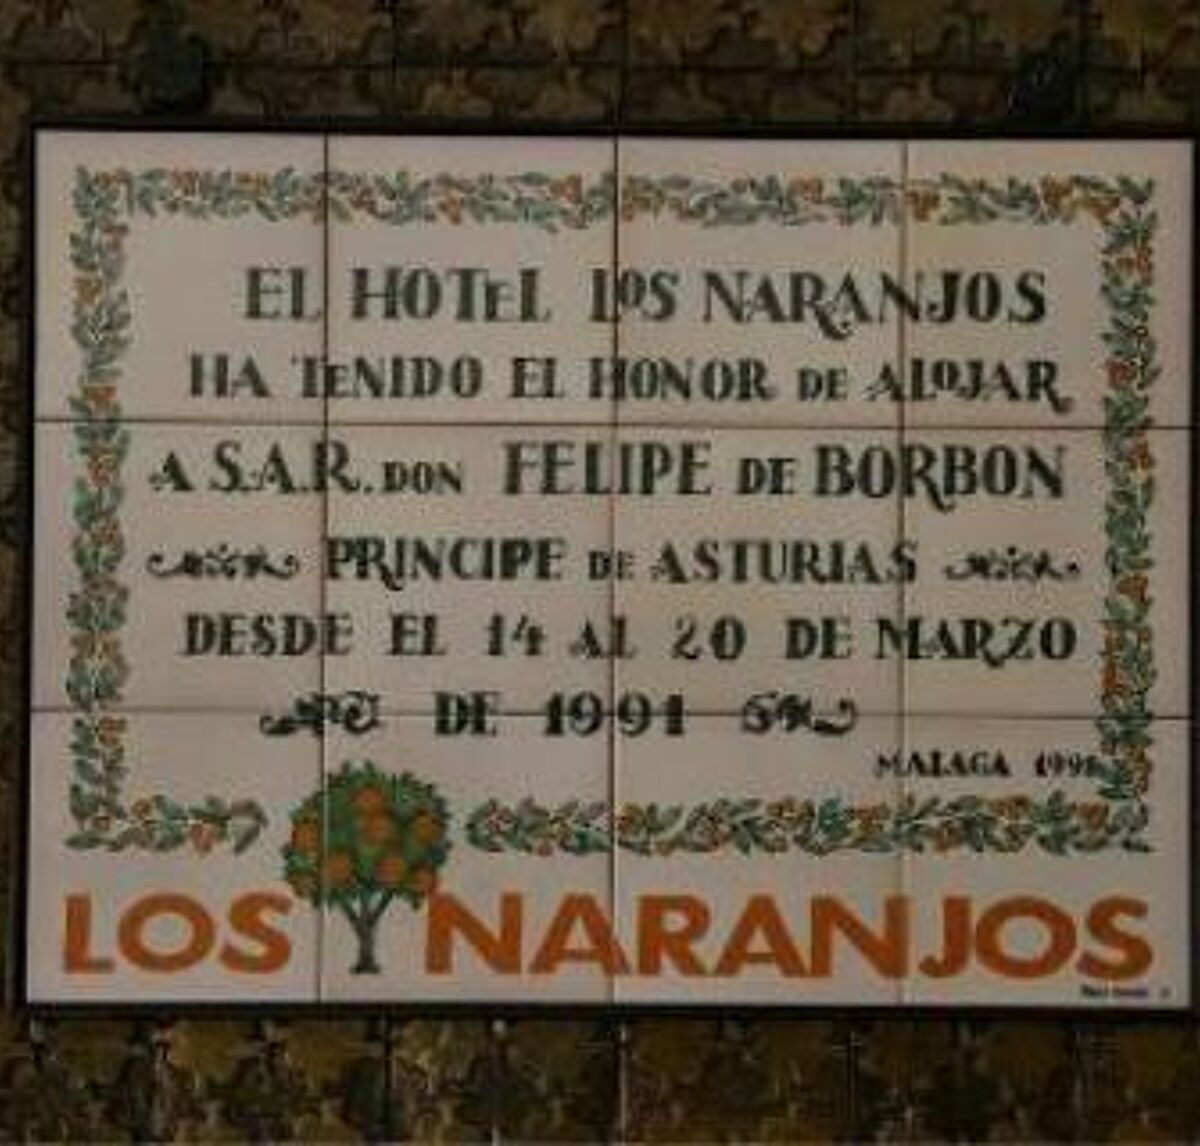 EL HOTEL LOS NARANJOS
HA TENIDO EL HONOR DE ALOJAR
A S.A.R. DON FELIPE DE BORBON
PRINCIPE DE ASTURIAS
DESDE EL 14 AL 20 DE MARZO
DE 1991
MALAGA
LOS NARANJOS